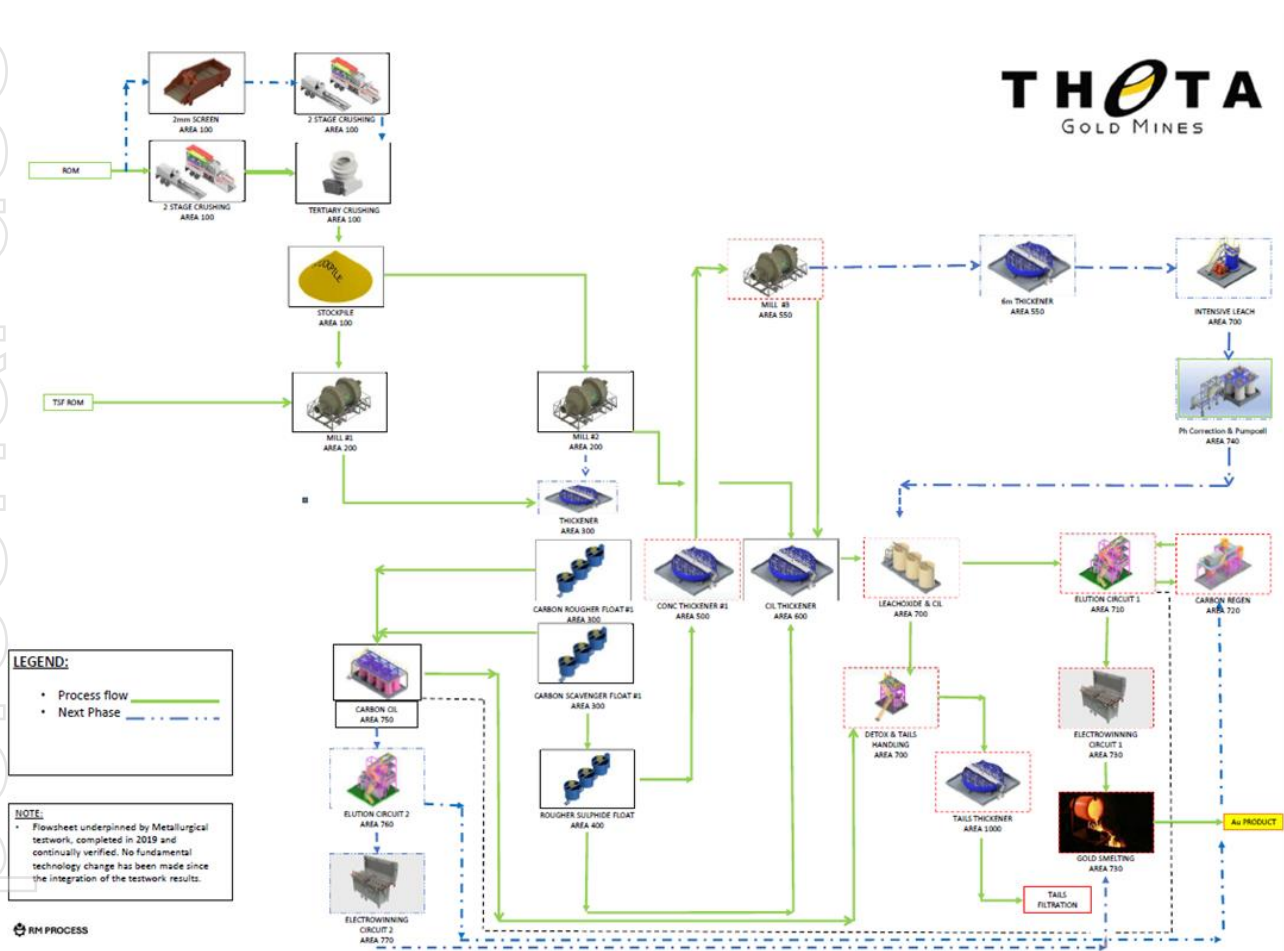 THETA
GOLD MINES
2mm SCREEN
AREA 100
2 STAGE CRUSHING
AREA 100
ROM
2 STAGE CRUSHING
AREA 100
TERTIARY CRUSHING
AREA 100
STOCKPILE
STOCKPILE
AREA 100
MILL #3
AREA 550
6m THICKENER
AREA 550
INTENSIVE LEACH
AREA 700
TSF ROM
MILL #1
AREA 200
MILL #2
AREA 200
Ph Correction & Pumpcell
AREA 740
THICKENER
AREA 300
CARBON ROUGHER FLOAT#1
AREA 300
CONC THICKENER #1
AREA 500
CIL THICKENER
AREA 600
LEACHOXIDE & CIL
AREA 700
ELUTION CIRCUIT 1
AREA 710
CARBON REGEN
AREA 720
LEGEND:
• Process flow
• Next Phase
CARBON CIL
AREA 750
CARBON SCAVENGER FLOAT#1
AREA 300
DETOX & TAILS
HANDLING
AREA 700
ELECTROWINNING
CIRCUIT 1
AREA 730
ELUTION CIRCUIT 2
AREA 760
ROUGHER SULPHIDE FLOAT
AREA 400
TAILS THICKENER
AREA 1000
GOLD SMELTING
AREA 730
Au PRODUCT
NOTE:
• Flowsheet underpinned by Metallurgical
testwork, completed in 2019 and
continually verified. No fundamental
technology change has been made since
the integration of the testwork results.
TAILS
FILTRATION
ELECTROWINNING
CIRCUIT 2
AREA 770
RM PROCESS